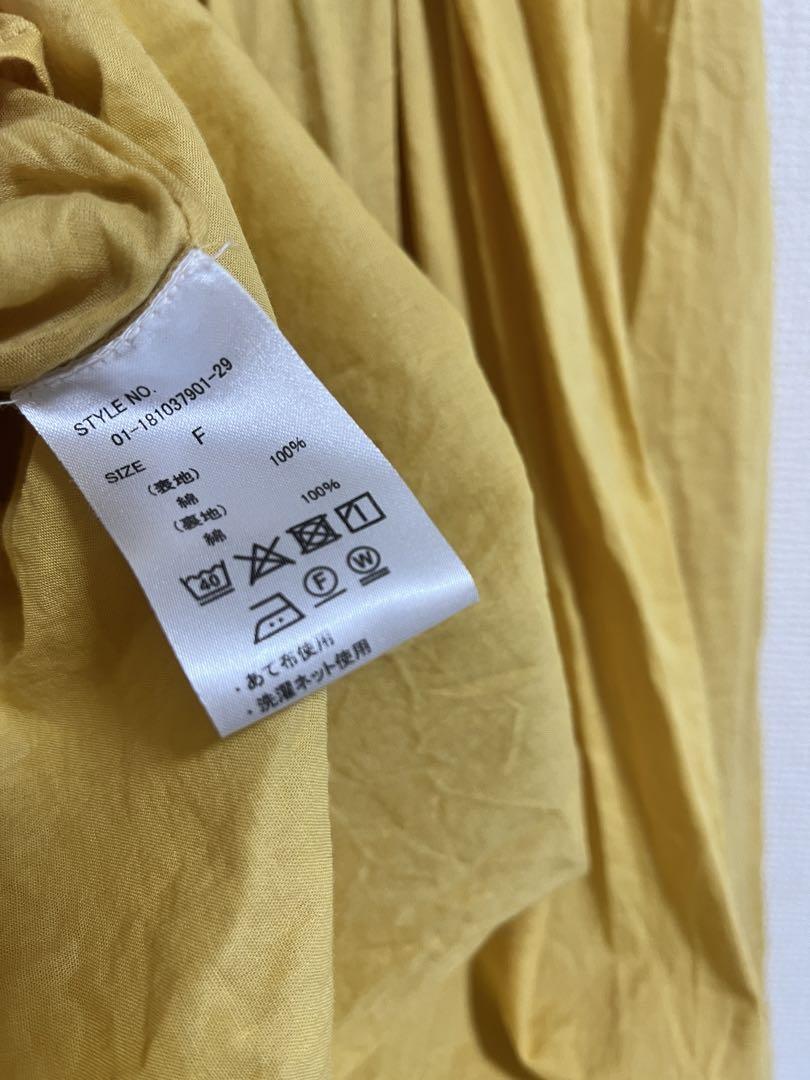 STYLE NO.
01-181037901-29
SIZE F
(表地)
綿 100%
(裏地)
綿 100%
40
F W
・あて布使用
・洗濯ネット使用